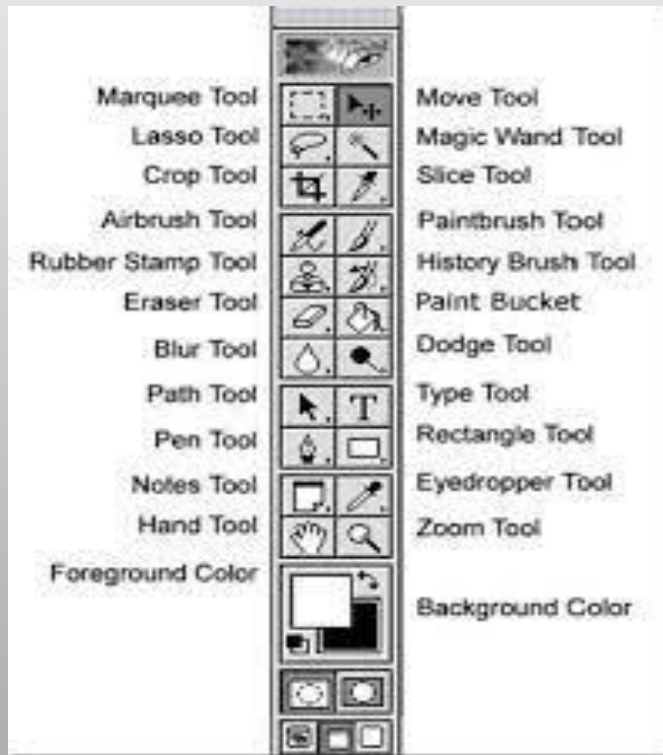 Marquee Tool
Move Tool
Lasso Tool
Magic Wand Tool
Crop Tool
Slice Tool
Airbrush Tool
Paintbrush Tool
Rubber Stamp Tool
History Brush Tool
Eraser Tool
Paint Bucket
Blur Tool
Dodge Tool
Path Tool
Type Tool
T
Pen Tool
Rectangle Tool
Notes Tool
Eyedropper Tool
Hand Tool
Zoom Tool
Foreground Color
Background Color